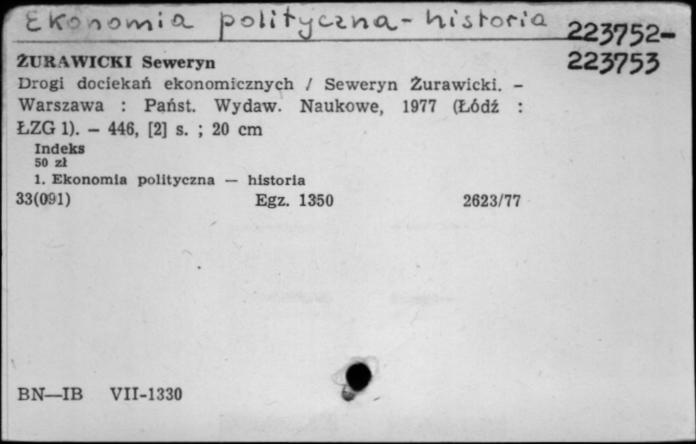 Ekonomia polityczna - historia
223752-
223753
ŻURAWICKI Seweryn
Drogi dociekań ekonomicznych / Seweryn Żurawicki. –
Warszawa : Państ. Wydaw. Naukowe, 1977 (Łódź :
ŁZG 1). – 446, [2] s. ; 20 cm
Indeks
50 zł
1. Ekonomia polityczna — historia
33(091) Egz. 1350 2623/77
BN—IB VII-1330